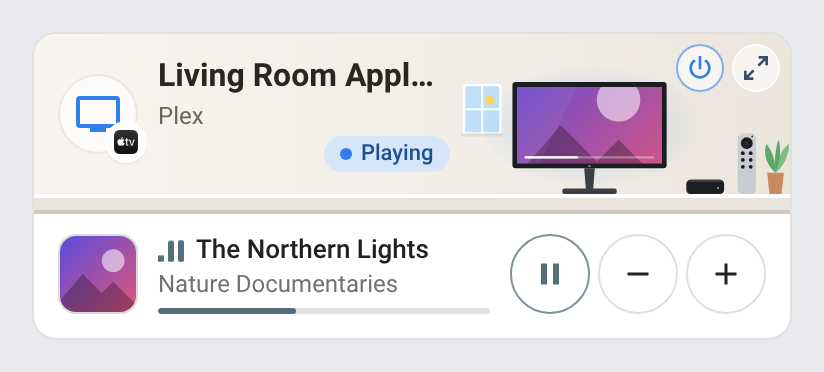 Living Room Appl…
Plex
tv
Playing
The Northern Lights
Nature Documentaries